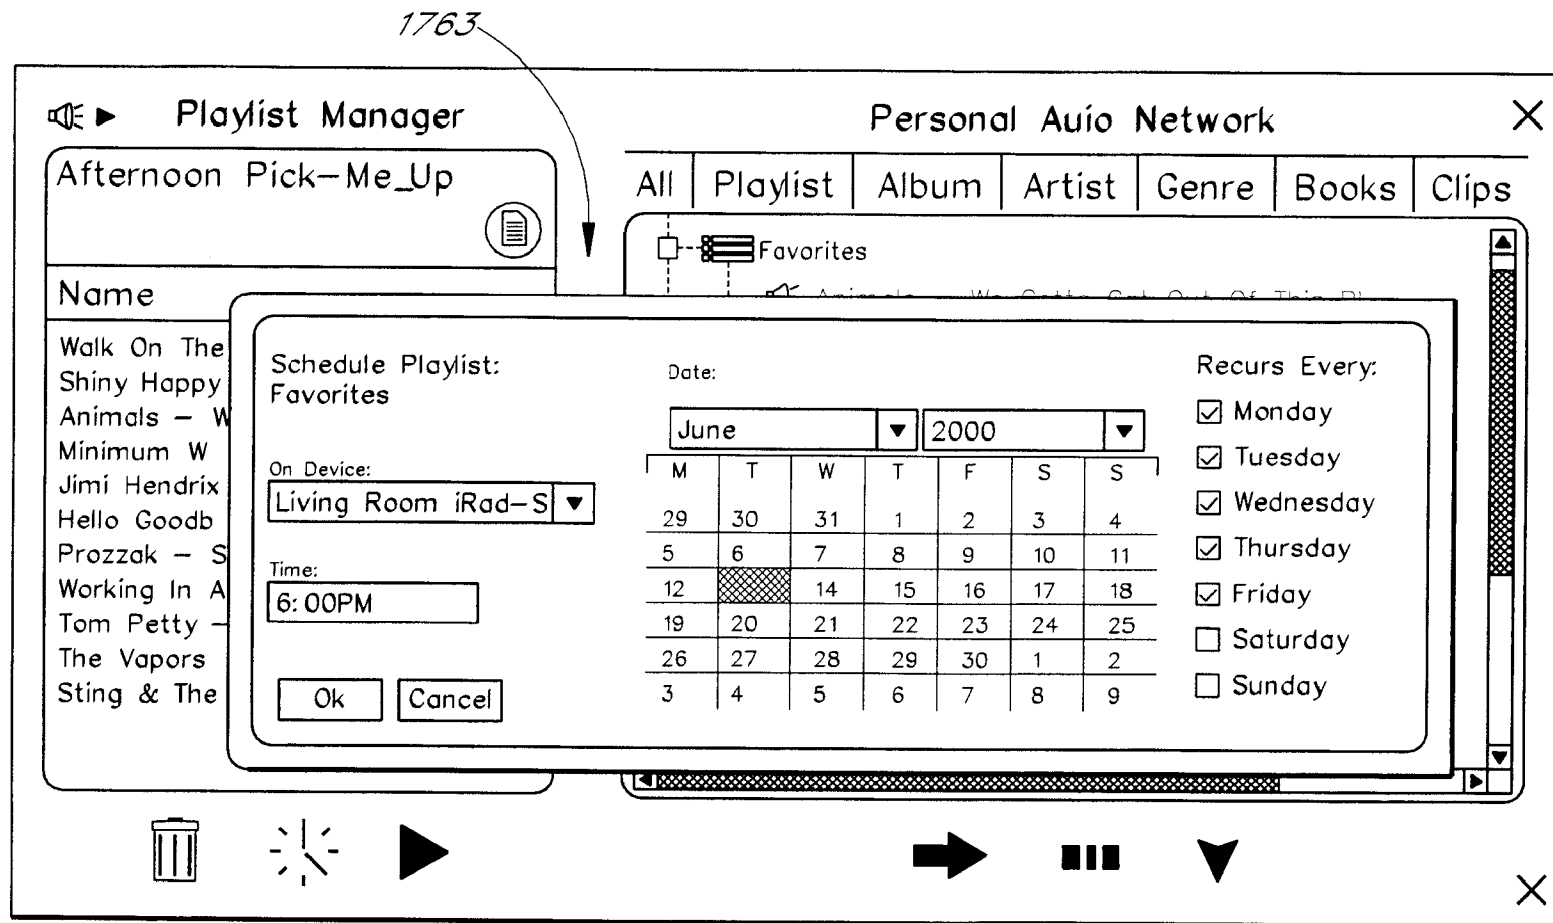 1763
Playlist Manager
Personal Auio Network
Afternoon Pick-Me_Up
All Playlist Album Artist Genre Books Clips
Favorites
Name
Walk On The
Shiny Happy
Animals - W
Minimum W
Jimi Hendrix
Hello Goodb
Prozzak - S
Working In A
Tom Petty -
The Vapors
Sting & The
Schedule Playlist:
Favorites
On Device:
Living Room iRad-S
Time:
6:00PM
Ok Cancel
Date:
June 2000
M T W T F S S
29 30 31 1 2 3 4
5 6 7 8 9 10 11
12 14 15 16 17 18
19 20 21 22 23 24 25
26 27 28 29 30 1 2
3 4 5 6 7 8 9
Recurs Every:
Monday
Tuesday
Wednesday
Thursday
Friday
Saturday
Sunday